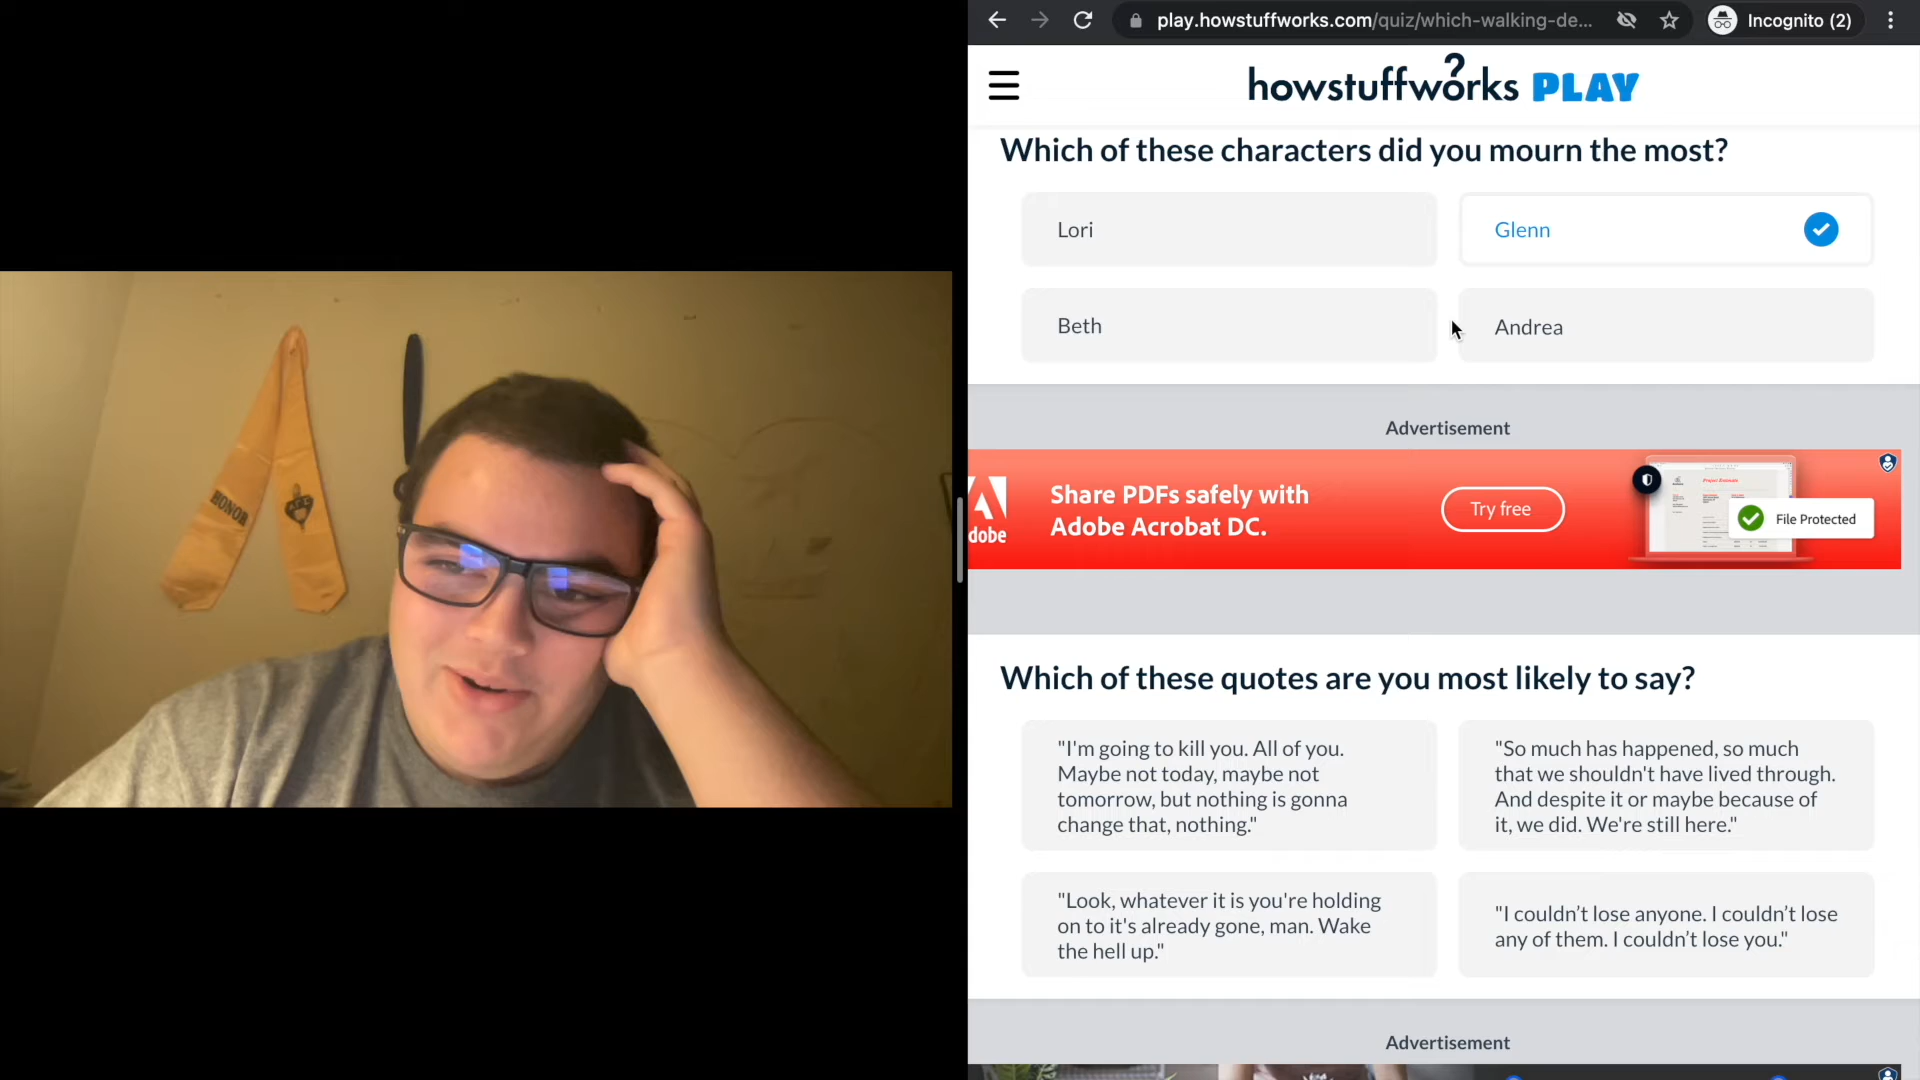 HONOR
play.howstuffworks.com/quiz/which-walking-de...
Incognito (2)
howstuffworks PLAY
Which of these characters did you mourn the most?
Lori
Glenn
Beth
Andrea
Advertisement
Adobe
Share PDFs safely with
Adobe Acrobat DC.
Try free
File Protected
Which of these quotes are you most likely to say?
"I'm going to kill you. All of you.
Maybe not today, maybe not
tomorrow, but nothing is gonna
change that, nothing."
"So much has happened, so much
that we shouldn't have lived through.
And despite it or maybe because of
it, we did. We're still here."
"Look, whatever it is you're holding
on to it's already gone, man. Wake
the hell up."
"I couldn’t lose anyone. I couldn’t lose
any of them. I couldn’t lose you."
Advertisement